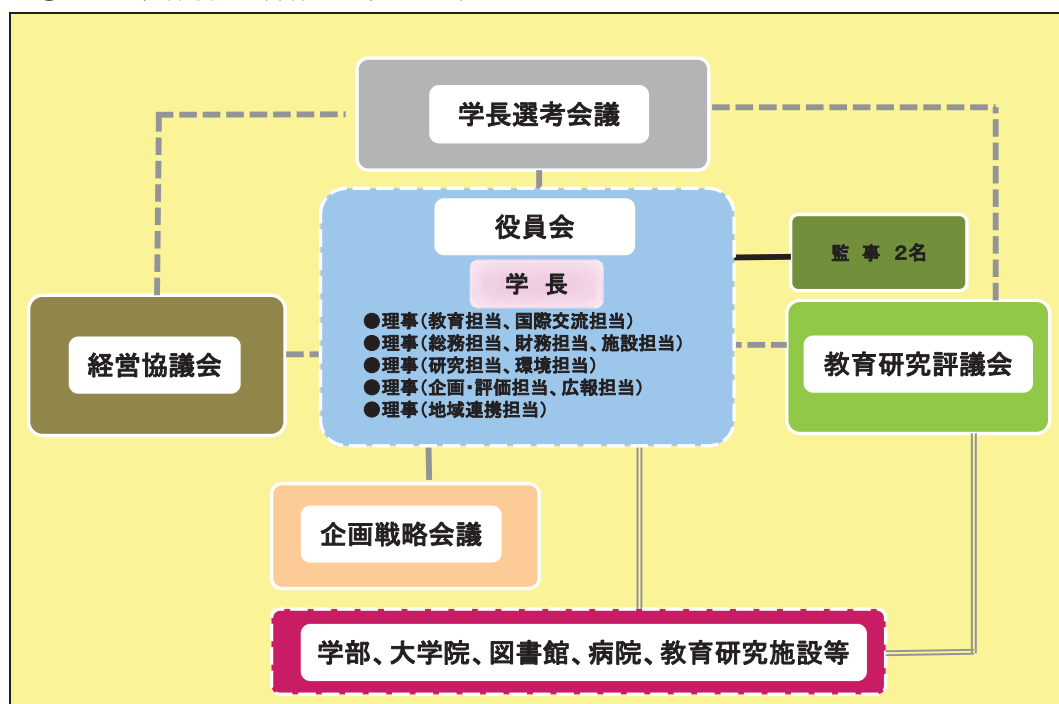 学長選考会議
役員会
監 事 2名
学 長
●理事(教育担当、国際交流担当)
●理事(総務担当、財務担当、施設担当)
●理事(研究担当、環境担当)
●理事(企画・評価担当、広報担当)
●理事(地域連携担当)
経営協議会
教育研究評議会
企画戦略会議
学部、大学院、図書館、病院、教育研究施設等